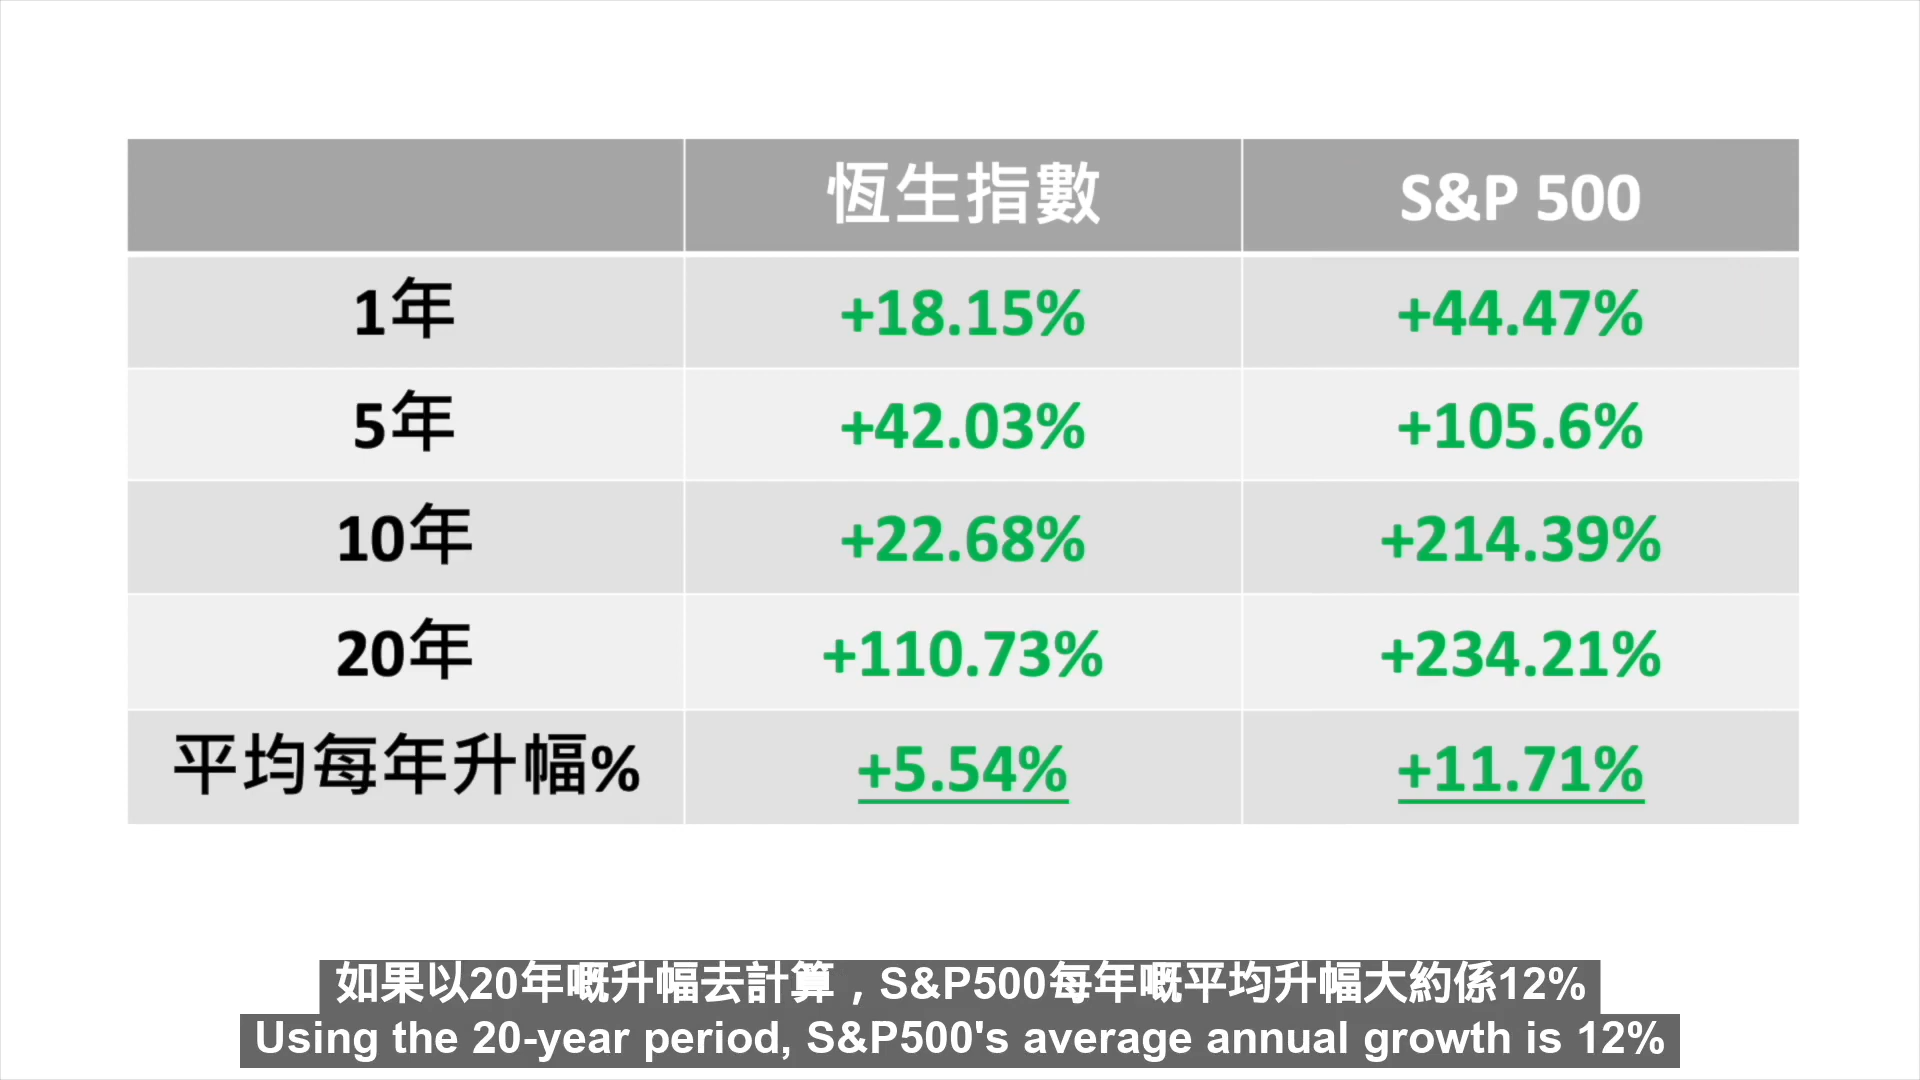 恆生指數 S&P 500
1年 +18.15% +44.47%
5年 +42.03% +105.6%
10年 +22.68% +214.39%
20年 +110.73% +234.21%
平均每年升幅% +5.54% +11.71%
如果以20年嘅升幅去計算，S&P500每年嘅平均升幅大約係12%
Using the 20-year period, S&P500's average annual growth is 12%